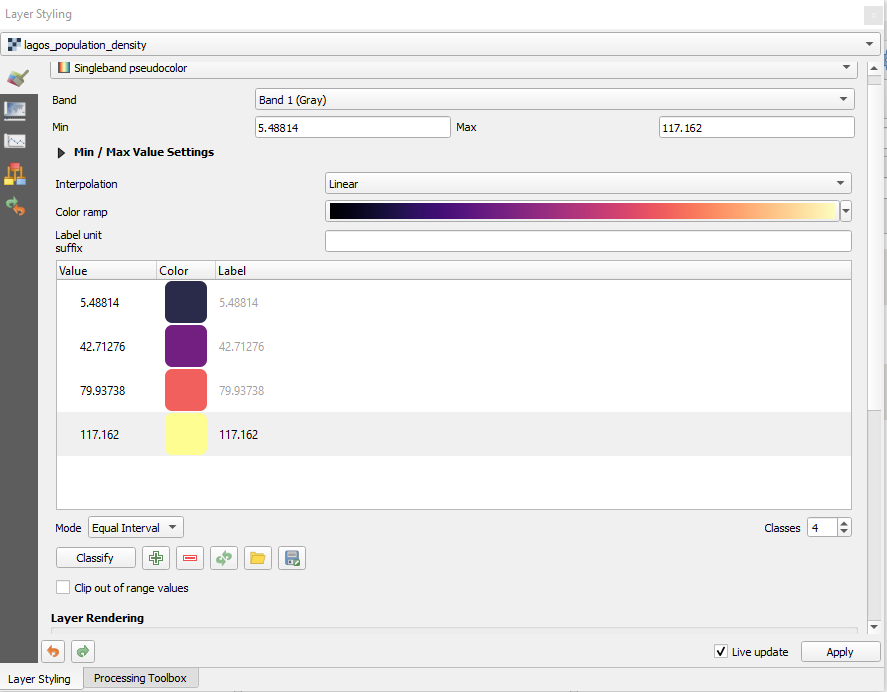 Layer Styling
lagos_population_density
Singleband pseudocolor
Band Band 1 (Gray)
Min 5.48814 Max 117.162
Min / Max Value Settings
Interpolation Linear
Color ramp
Label unit
suffix
Value Color Label
5.48814 5.48814
42.71276 42.71276
79.93738 79.93738
117.162 117.162
Mode Equal Interval Classes 4
Classify
Clip out of range values
Layer Rendering
Live update Apply
Layer Styling Processing Toolbox